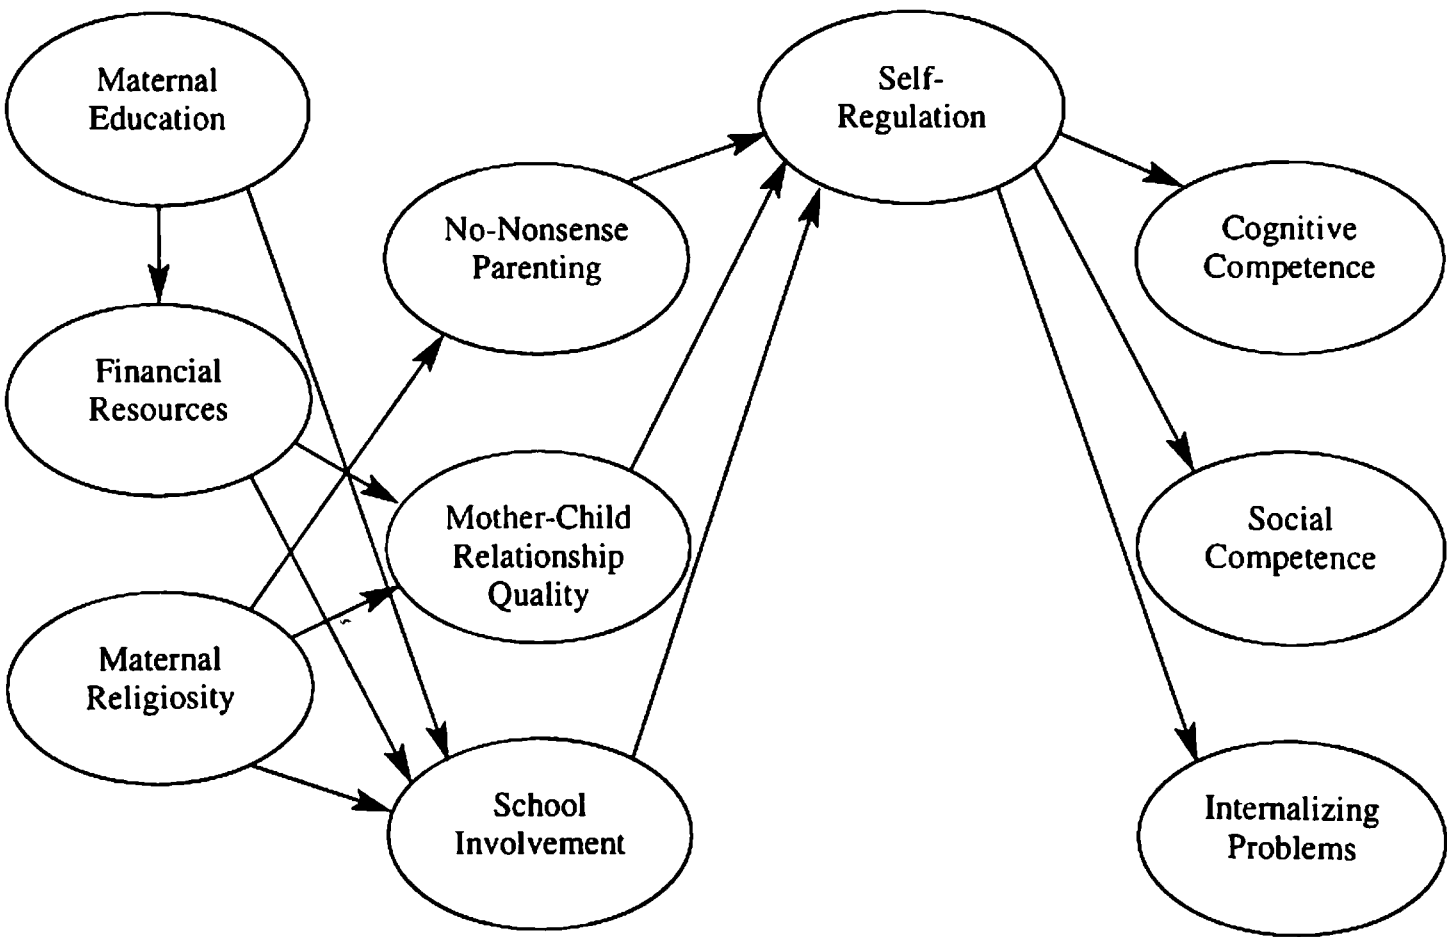 Maternal
Education
Financial
Resources
Maternal
Religiosity
No-Nonsense
Parenting
Mother-Child
Relationship
Quality
School
Involvement
Self-
Regulation
Cognitive
Competence
Social
Competence
Internalizing
Problems